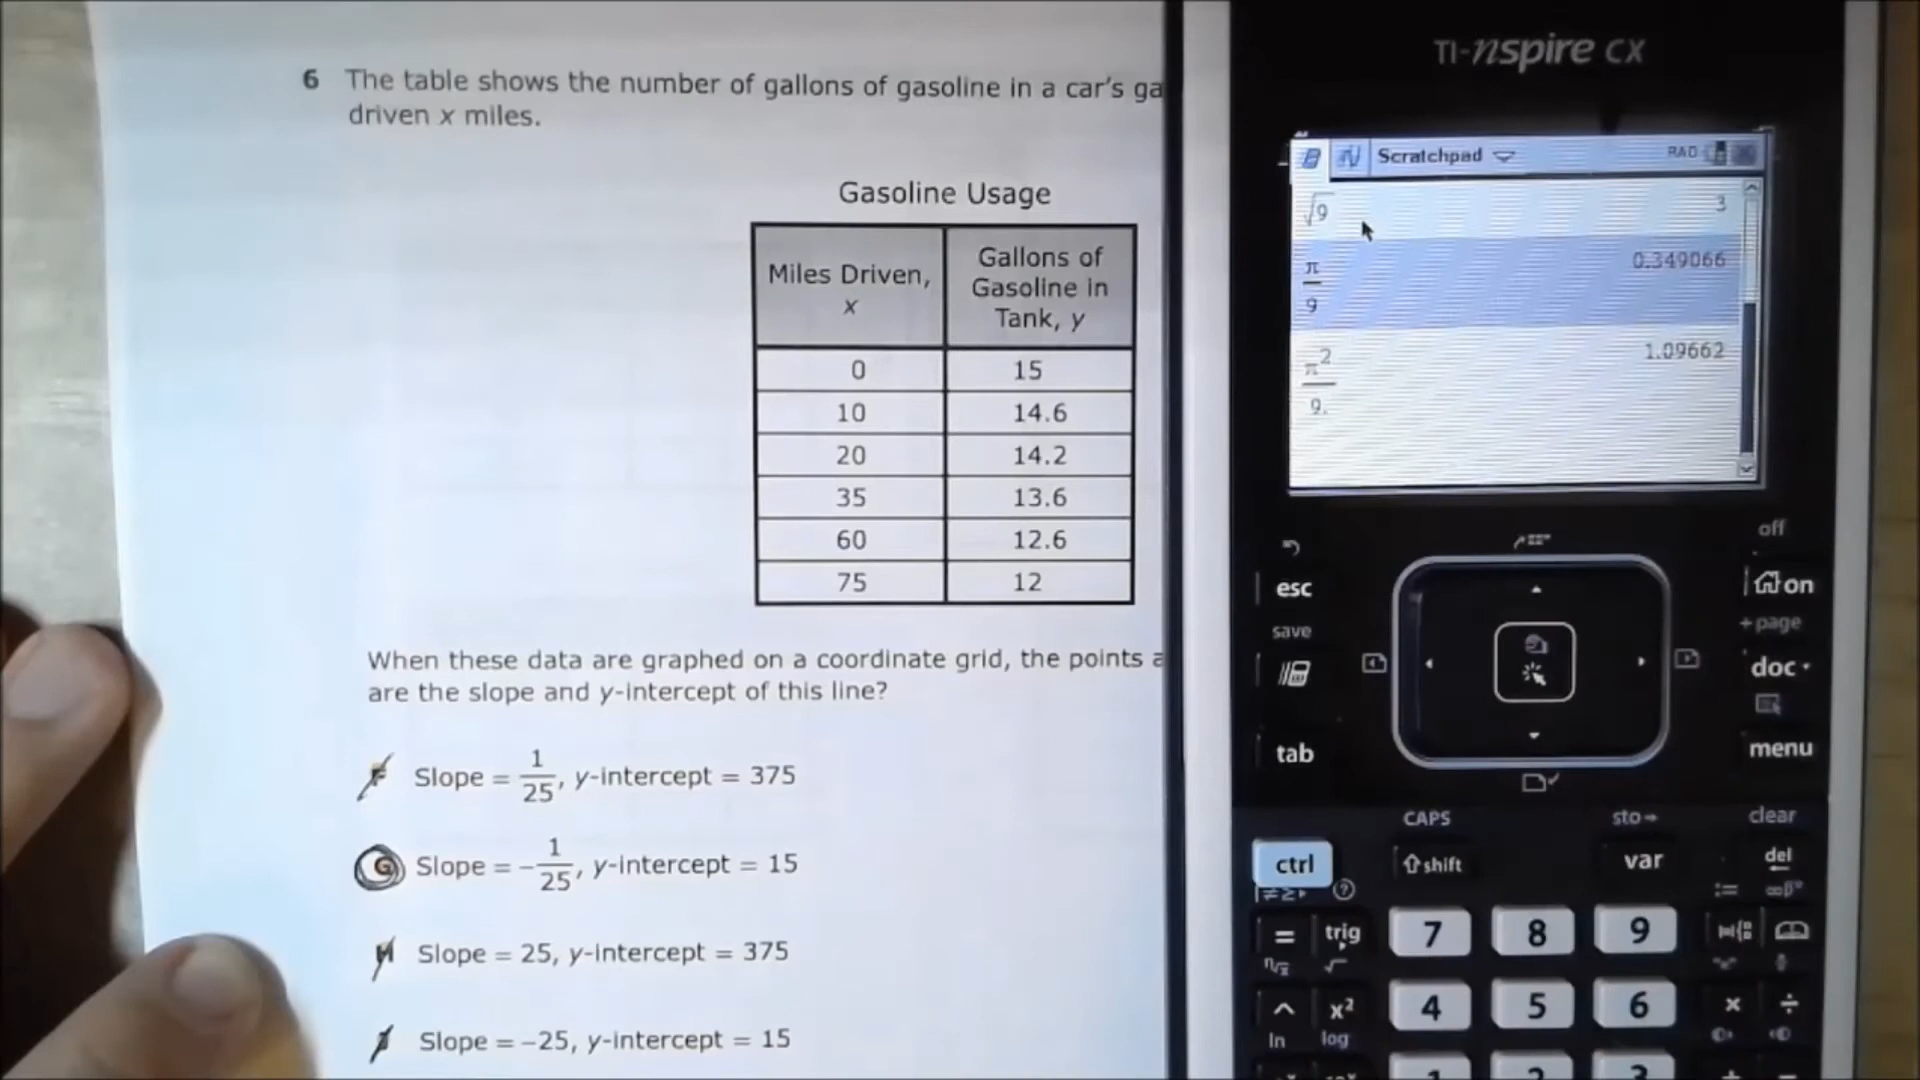 6 The table shows the number of gallons of gasoline in a car's ga
driven x miles.
Gasoline Usage
Miles Driven, x
Gallons of Gasoline in Tank, y
0 15
10 14.6
20 14.2
35 13.6
60 12.6
75 12
When these data are graphed on a coordinate grid, the points a
are the slope and y-intercept of this line?
F Slope = 1/25, y-intercept = 375
G Slope = -1/25, y-intercept = 15
H Slope = 25, y-intercept = 375
J Slope = -25, y-intercept = 15
TI-nspire CX
Scratchpad RAD
√9 3
π/9 0.349066
π²/9. 1.09662
off
esc on
save +page
doc
tab menu
CAPS sto→ clear
ctrl shift var del
= trig 7 8 9
^ x² 4 5 6 × ÷
ln log
1 2 3